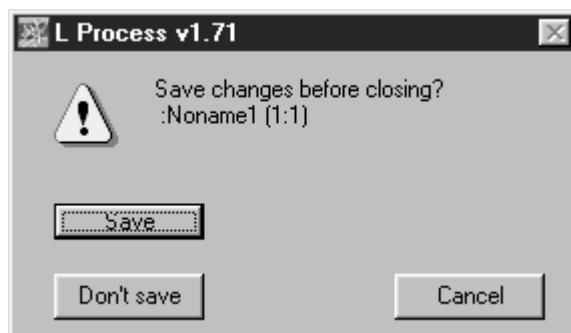 L Process v1.71
Save changes before closing?
:Noname1 (1:1)
Save
Don't save
Cancel